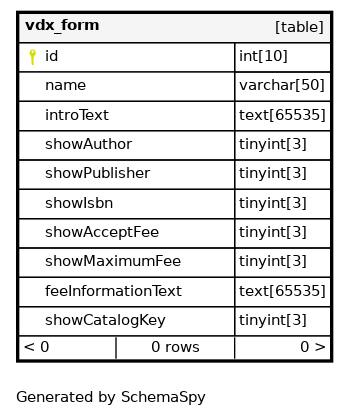 vdx_form [table]
id int[10]
name varchar[50]
introText text[65535]
showAuthor tinyint[3]
showPublisher tinyint[3]
showIsbn tinyint[3]
showAcceptFee tinyint[3]
showMaximumFee tinyint[3]
feeInformationText text[65535]
showCatalogKey tinyint[3]
< 0 0 rows 0 >
Generated by SchemaSpy